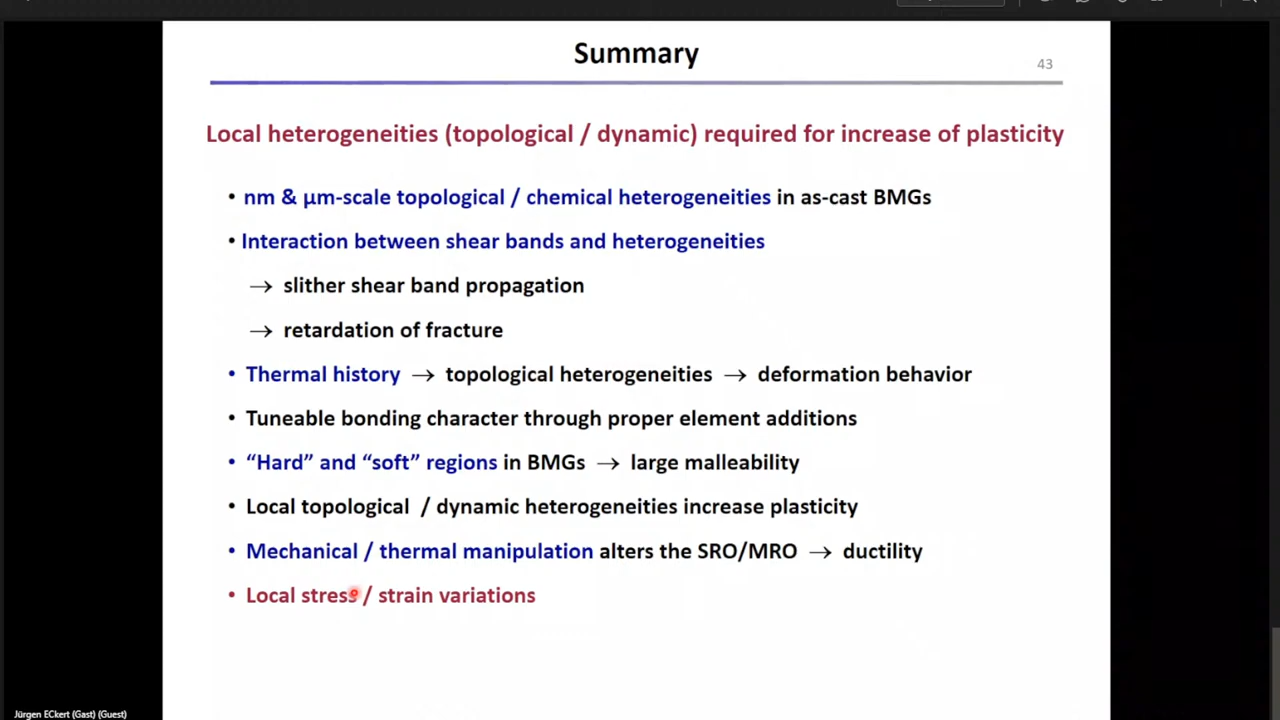 Summary
43
Local heterogeneities (topological / dynamic) required for increase of plasticity
• nm & µm-scale topological / chemical heterogeneities in as-cast BMGs
• Interaction between shear bands and heterogeneities
→ slither shear band propagation
→ retardation of fracture
• Thermal history → topological heterogeneities → deformation behavior
• Tuneable bonding character through proper element additions
• “Hard” and “soft” regions in BMGs → large malleability
• Local topological / dynamic heterogeneities increase plasticity
• Mechanical / thermal manipulation alters the SRO/MRO → ductility
• Local stress / strain variations
Jürgen ECkert (Gast) (Guest)